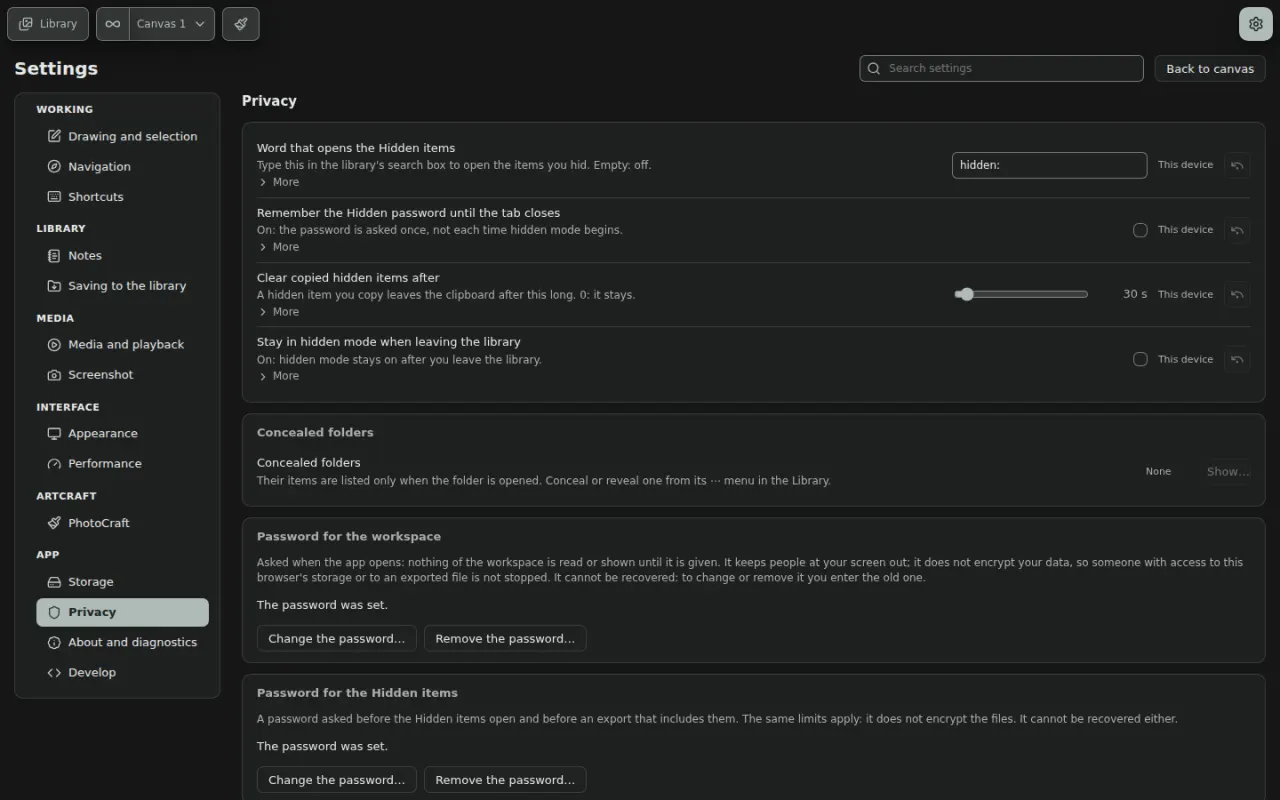 Library
Canvas 1
Settings
Search settings
Back to canvas
WORKING
Drawing and selection
Navigation
Shortcuts
LIBRARY
Notes
Saving to the library
MEDIA
Media and playback
Screenshot
INTERFACE
Appearance
Performance
ARTCRAFT
PhotoCraft
APP
Storage
Privacy
About and diagnostics
Develop
Privacy
Word that opens the Hidden items
Type this in the library's search box to open the items you hid. Empty: off.
More
hidden:
This device
Remember the Hidden password until the tab closes
On: the password is asked once, not each time hidden mode begins.
More
This device
Clear copied hidden items after
A hidden item you copy leaves the clipboard after this long. 0: it stays.
More
30 s
This device
Stay in hidden mode when leaving the library
On: hidden mode stays on after you leave the library.
More
This device
Concealed folders
Concealed folders
Their items are listed only when the folder is opened. Conceal or reveal one from its ··· menu in the Library.
None
Show...
Password for the workspace
Asked when the app opens: nothing of the workspace is read or shown until it is given. It keeps people at your screen out; it does not encrypt your data, so someone with access to this
browser's storage or to an exported file is not stopped. It cannot be recovered: to change or remove it you enter the old one.
The password was set.
Change the password...
Remove the password...
Password for the Hidden items
A password asked before the Hidden items open and before an export that includes them. The same limits apply: it does not encrypt the files. It cannot be recovered either.
The password was set.
Change the password...
Remove the password...